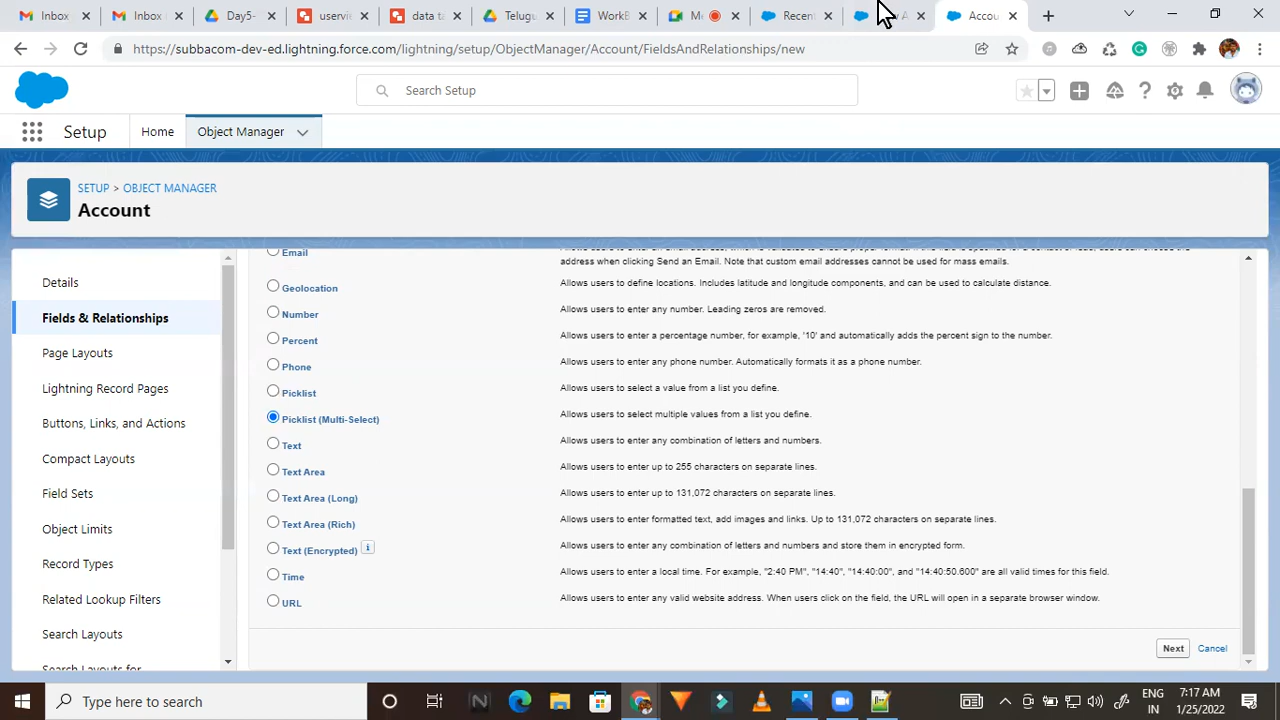 Inbox
Inbox
Day5-
uservie
data ta
Telugu
WorkB
Me
Recen
Accou
https://subbacom-dev-ed.lightning.force.com/lightning/setup/ObjectManager/Account/FieldsAndRelationships/new
Search Setup
Setup
Home
Object Manager
SETUP > OBJECT MANAGER
Account
Details
Fields & Relationships
Page Layouts
Lightning Record Pages
Buttons, Links, and Actions
Compact Layouts
Field Sets
Object Limits
Record Types
Related Lookup Filters
Search Layouts
Search Layouts for
Email
address when clicking Send an Email. Note that custom email addresses cannot be used for mass emails.
Geolocation Allows users to define locations. Includes latitude and longitude components, and can be used to calculate distance.
Number Allows users to enter any number. Leading zeros are removed.
Percent Allows users to enter a percentage number, for example, '10' and automatically adds the percent sign to the number.
Phone Allows users to enter any phone number. Automatically formats it as a phone number.
Picklist Allows users to select a value from a list you define.
Picklist (Multi-Select) Allows users to select multiple values from a list you define.
Text Allows users to enter any combination of letters and numbers.
Text Area Allows users to enter up to 255 characters on separate lines.
Text Area (Long) Allows users to enter up to 131,072 characters on separate lines.
Text Area (Rich) Allows users to enter formatted text, add images and links. Up to 131,072 characters on separate lines.
Text (Encrypted) i Allows users to enter any combination of letters and numbers and store them in encrypted form.
Time Allows users to enter a local time. For example, "2:40 PM", "14:40", "14:40:00", and "14:40:50.600" are all valid times for this field.
URL Allows users to enter any valid website address. When users click on the field, the URL will open in a separate browser window.
Next Cancel
Type here to search
ENG
IN
7:17 AM
1/25/2022